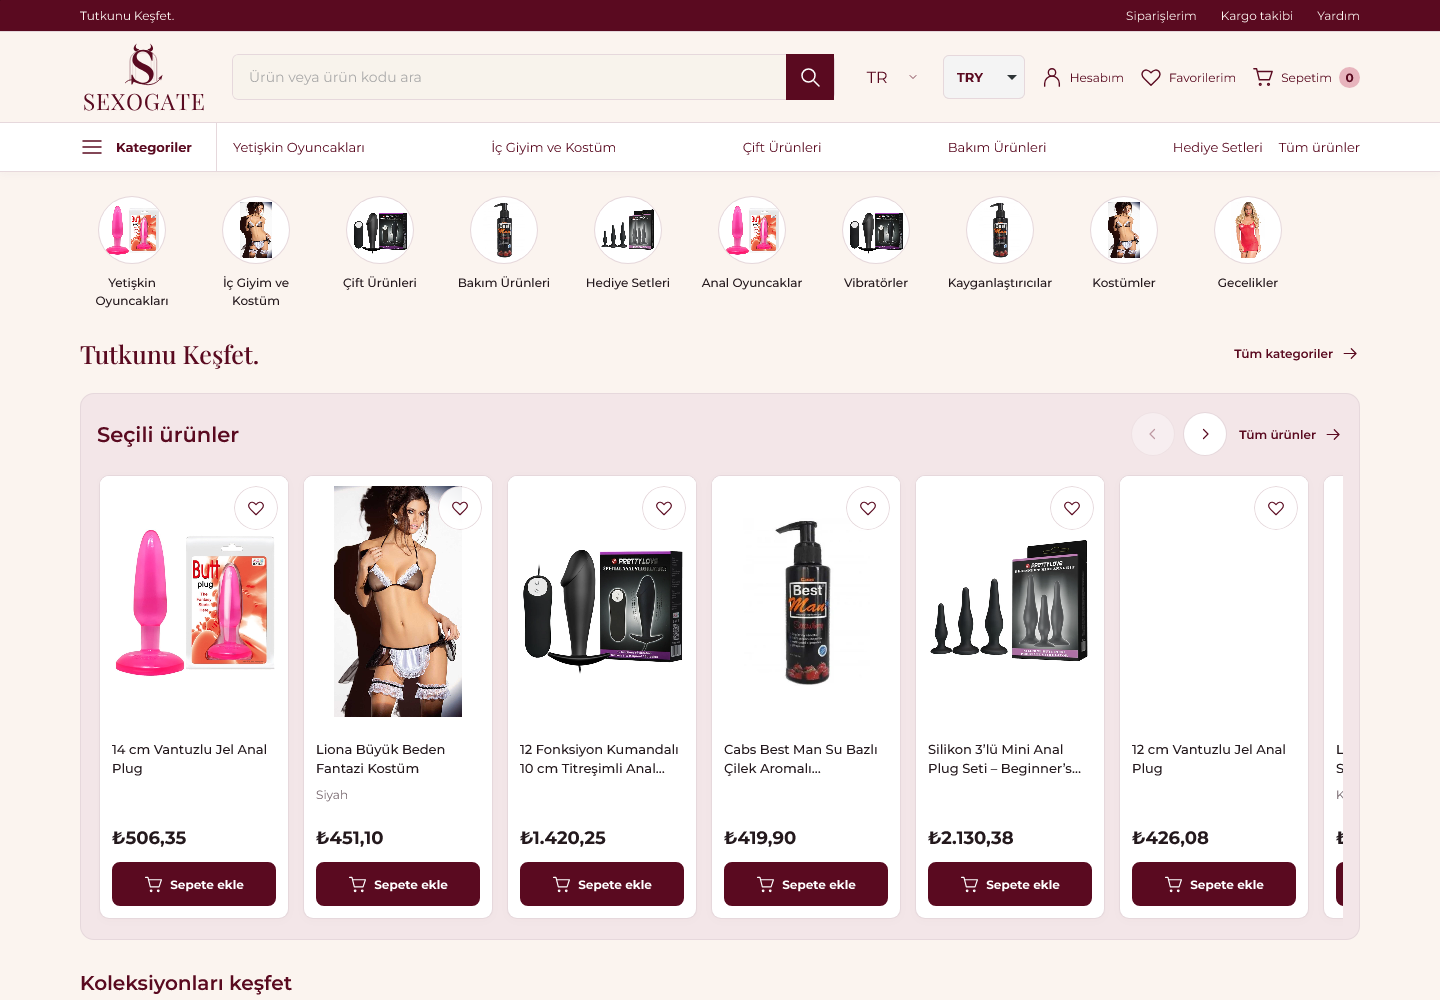 Tutkunu Keşfet.
Siparişlerim
Kargo takibi
Yardım
S
SEXOGATE
Ürün veya ürün kodu ara
TR
TRY
Hesabım
Favorilerim
Sepetim 0
Kategoriler
Yetişkin Oyuncakları
İç Giyim ve Kostüm
Çift Ürünleri
Bakım Ürünleri
Hediye Setleri
Tüm ürünler
Yetişkin
Oyuncakları
İç Giyim ve
Kostüm
Çift Ürünleri
Bakım Ürünleri
Hediye Setleri
Anal Oyuncaklar
Vibratörler
Kayganlaştırıcılar
Kostümler
Gecelikler
Tutkunu Keşfet.
Tüm kategoriler
Seçili ürünler
Tüm ürünler
Butt
plug
PRETTYLOVE
Best
Man
PRETTYLOVE
14 cm Vantuzlu Jel Anal
Plug
₺506,35
Sepete ekle
Liona Büyük Beden
Fantazi Kostüm
Siyah
₺451,10
Sepete ekle
12 Fonksiyon Kumandalı
10 cm Titreşimli Anal...
₺1.420,25
Sepete ekle
Cabs Best Man Su Bazlı
Çilek Aromalı...
₺419,90
Sepete ekle
Silikon 3’lü Mini Anal
Plug Seti – Beginner’s...
₺2.130,38
Sepete ekle
12 cm Vantuzlu Jel Anal
Plug
₺426,08
Sepete ekle
Koleksiyonları keşfet